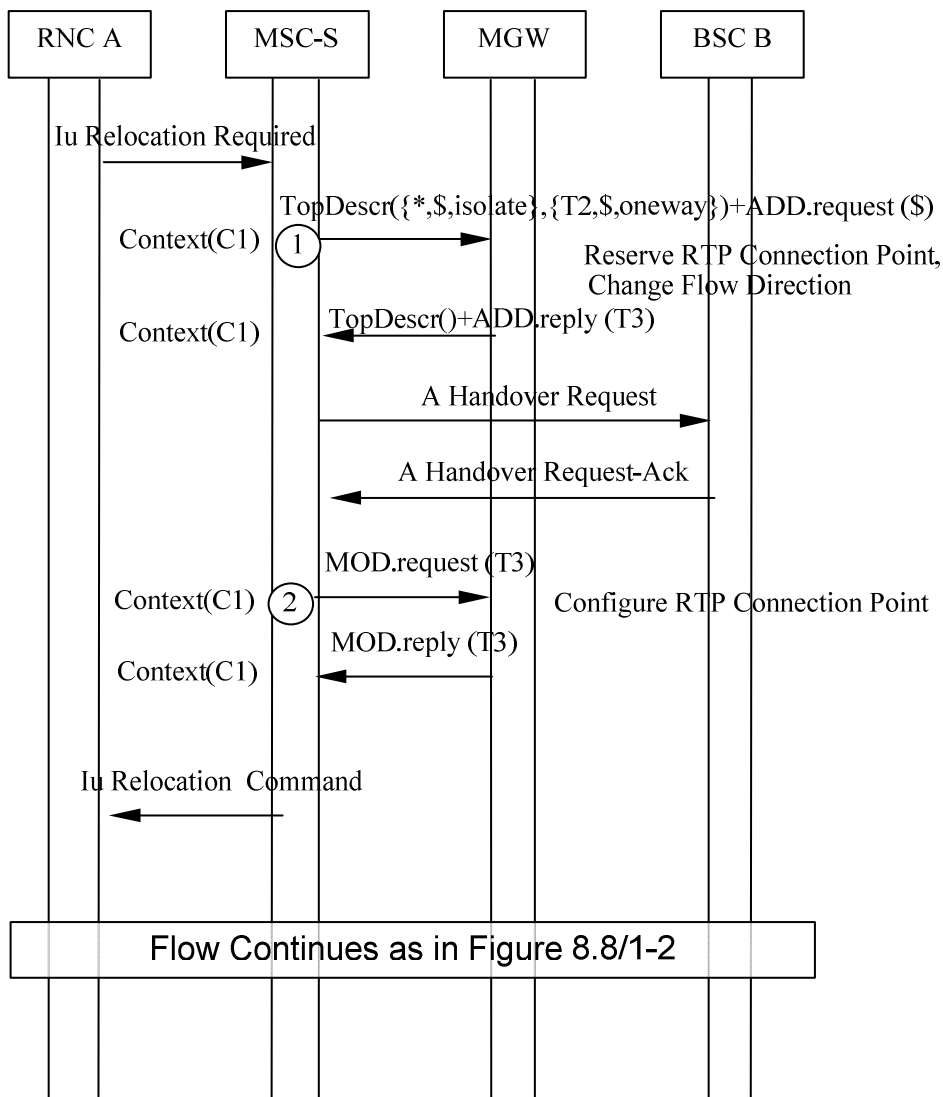 RNC A
MSC-S
MGW
BSC B
Iu Relocation Required
TopDescr({*,$,isolate},{T2,$,oneway})+ADD.request ($)
Context(C1)
1
Reserve RTP Connection Point,
Change Flow Direction
TopDescr()+ADD.reply (T3)
Context(C1)
A Handover Request
A Handover Request-Ack
MOD.request (T3)
Context(C1)
2
Configure RTP Connection Point
MOD.reply (T3)
Context(C1)
Iu Relocation Command
Flow Continues as in Figure 8.8/1-2